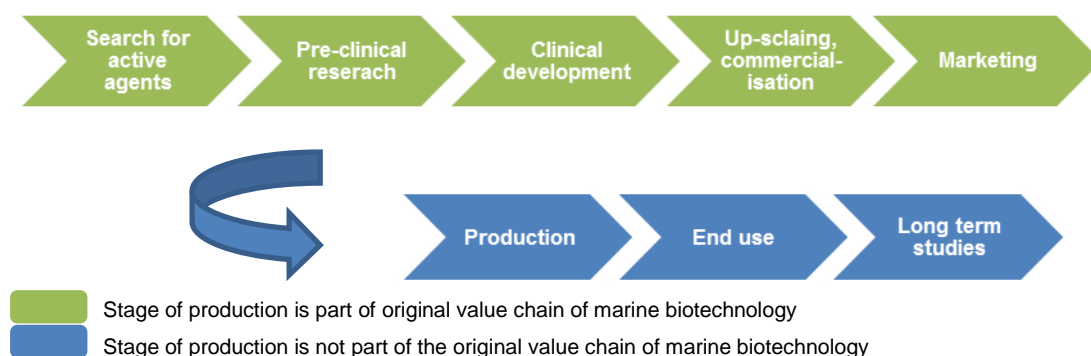 Search for
active
agents
Pre-clinical
reserach
Clinical
development
Up-sclaing,
commercial-
isation
Marketing
Production
End use
Long term
studies
Stage of production is part of original value chain of marine biotechnology
Stage of production is not part of the original value chain of marine biotechnology